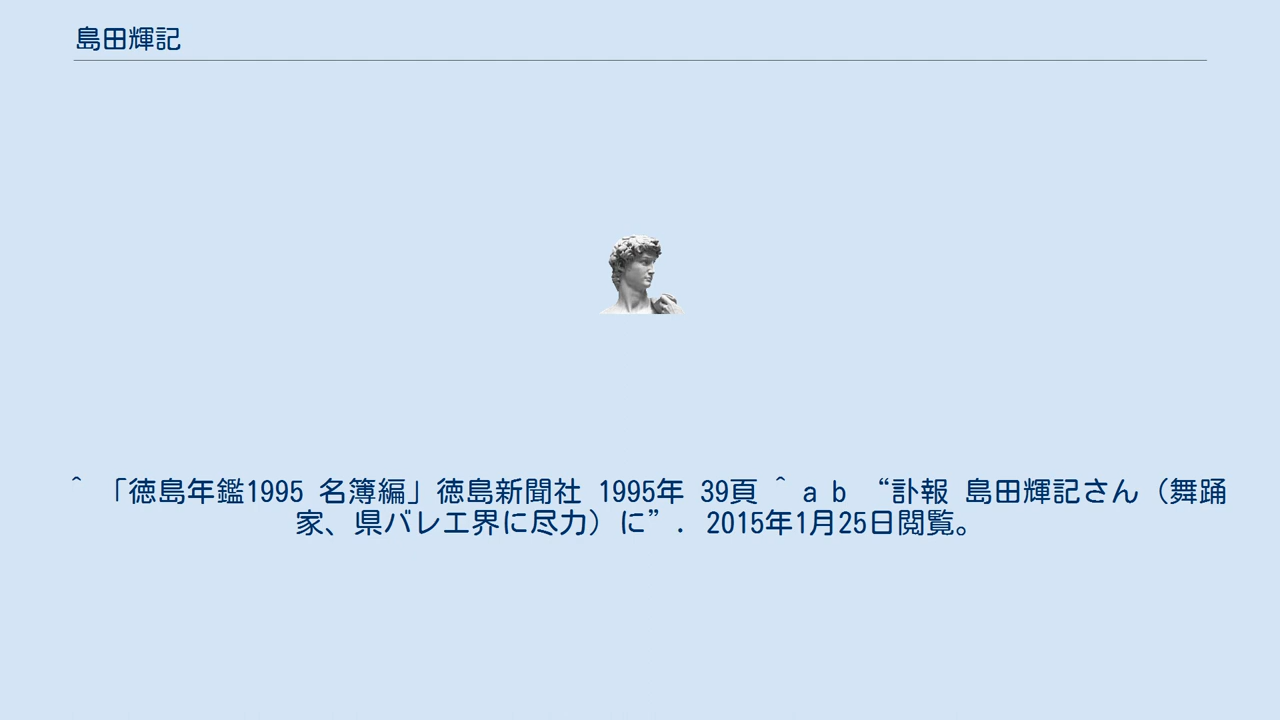 島田輝記
^ 「徳島年鑑1995 名簿編」徳島新聞社 1995年 39頁 ^ a b “訃報 島田輝記さん（舞踊
家、県バレエ界に尽力）に”. 2015年1月25日閲覧。